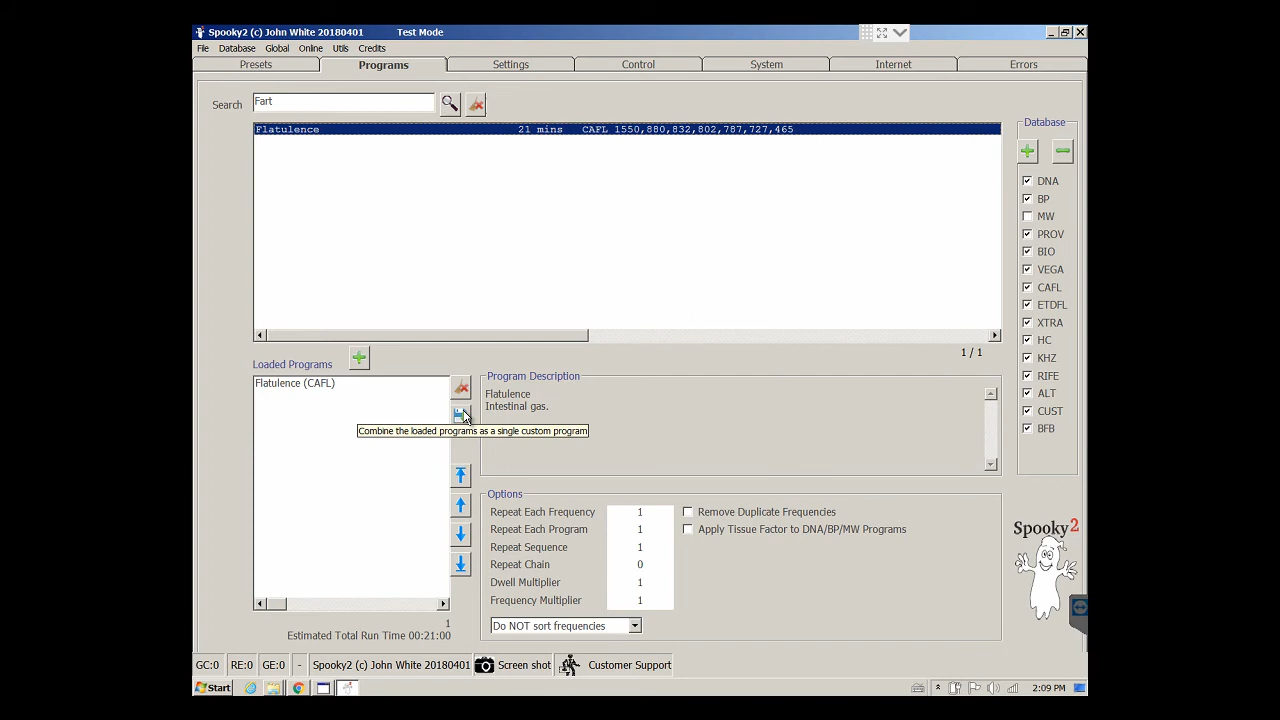 Spooky2 (c) John White 20180401 Test Mode
File Database Global Online Utils Credits
Presets Programs Settings Control System Internet Errors
Search Fart
Flatulence 21 mins CAFL 1550,880,832,802,787,727,465
Database
DNA
BP
MW
PROV
BIO
VEGA
CAFL
ETDFL
XTRA
HC
KHZ
RIFE
ALT
CUST
BFB
1 / 1
Loaded Programs
Flatulence (CAFL)
Combine the loaded programs as a single custom program
1
Estimated Total Run Time 00:21:00
Program Description
Flatulence
Intestinal gas.
Options
Repeat Each Frequency 1
Repeat Each Program 1
Repeat Sequence 1
Repeat Chain 0
Dwell Multiplier 1
Frequency Multiplier 1
Do NOT sort frequencies
Remove Duplicate Frequencies
Apply Tissue Factor to DNA/BP/MW Programs
Spooky2
GC:0 RE:0 GE:0 - Spooky2 (c) John White 20180401 Screen shot Customer Support
Start 2:09 PM